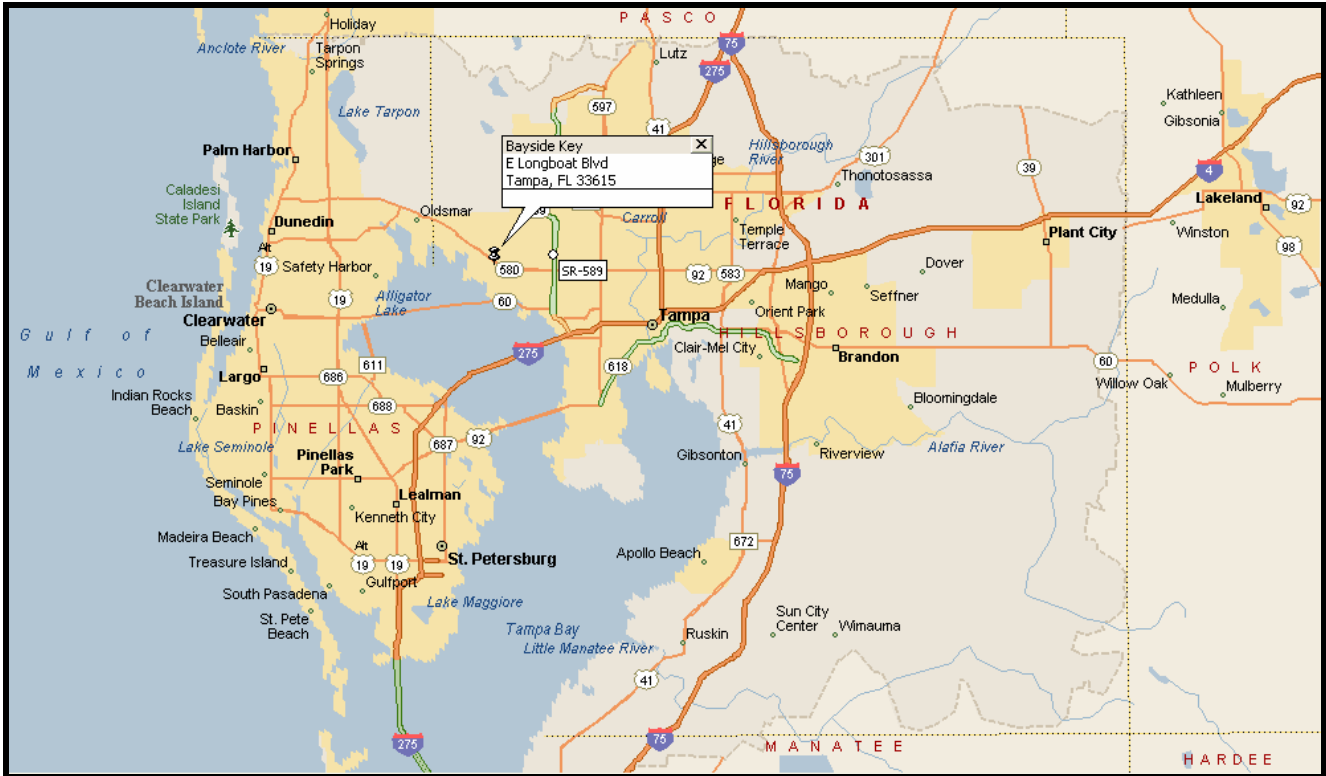 PASCO
Holiday
Anclote River
Tarpon
Springs
Lutz
75
275
Lake Tarpon
597
41
Kathleen
Gibsonia
Palm Harbor
Bayside Key
E Longboat Blvd
Tampa, FL 33615
Hillsborough
River
301
Thonotosassa
39
4
Caladesi
Island
State Park
Lakeland
92
Oldsmar
Carroll
FLORIDA
Dunedin
Temple
Terrace
Plant City
Winston
98
Alt
19
Safety Harbor
580
SR-589
92
583
Dover
Clearwater
Beach Island
19
Alligator
Lake
60
Mango
Seffner
Medulla
Clearwater
Tampa
Orient Park
Gulf of
Mexico
Belleair
HILLSBOROUGH
275
Clair-Mel City
Brandon
60
Largo
686
611
618
Willow Oak
POLK
Mulberry
Indian Rocks
Beach
Baskin
688
41
Bloomingdale
PINELLAS
Lake Seminole
687
92
Gibsonton
Riverview
Alafia River
Pinellas
Park
75
Seminole
Bay Pines
Lealman
Kenneth City
Madeira Beach
Alt
19
19
St. Petersburg
672
Apollo Beach
Treasure Island
Gulfport
South Pasadena
Lake Maggiore
St. Pete
Beach
Tampa Bay
Little Manatee River
Ruskin
Sun City
Center
Wimauma
41
275
75
MANATEE
HARDEE